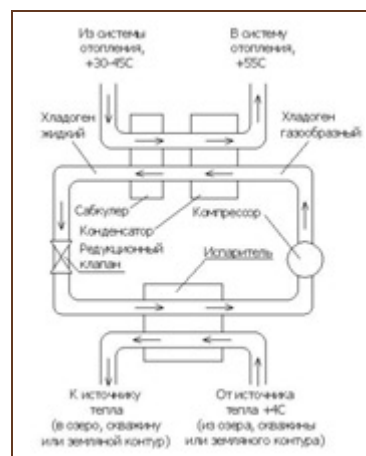 Из системы
отопления,
+30-45С
В систему
отопления,
+55С
Хладоген
жидкий
Хладоген
газообразный
Сабкулер
Конденсатор
Редукционный
клапан
Компрессор
Испаритель
К источнику
тепла
(в озеро, скважину
или земляной контур)
От источника
тепла +4С
(из озера, скважины
или земляного контура)